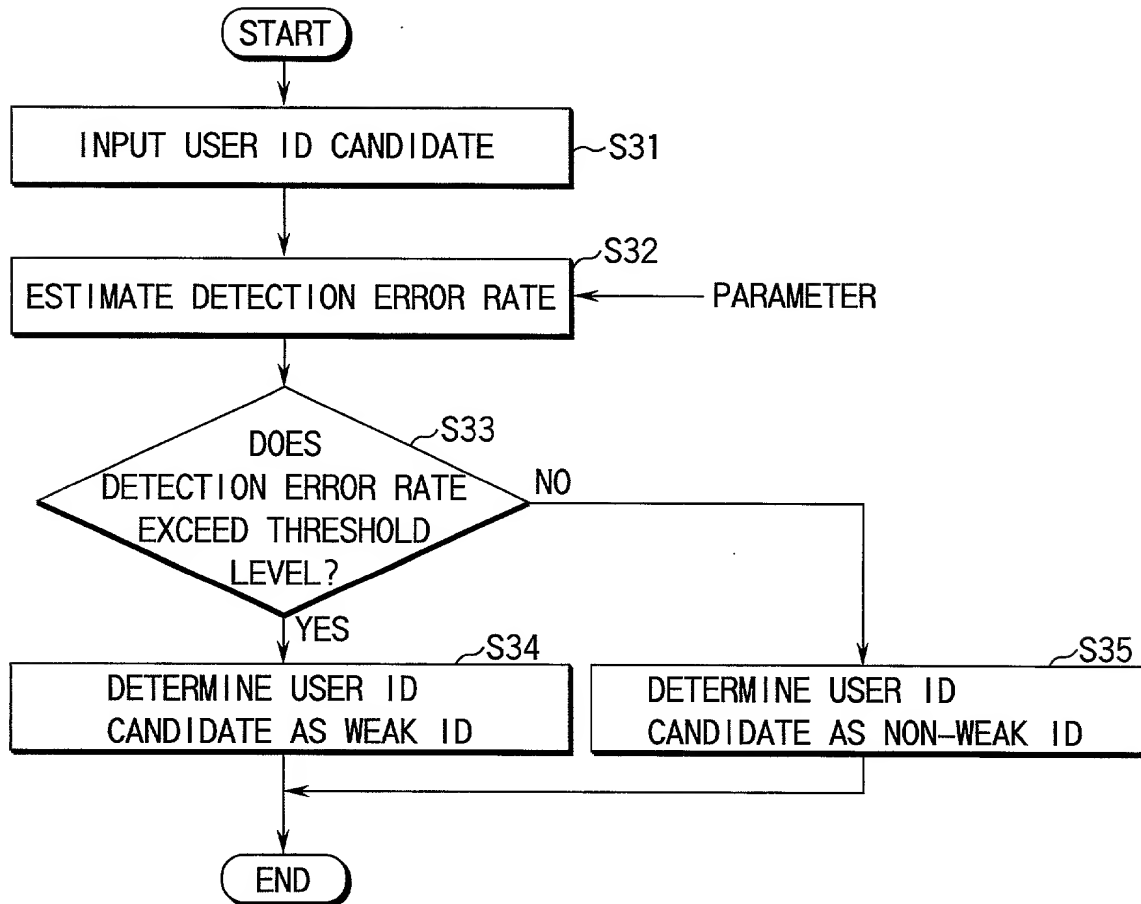 START
INPUT USER ID CANDIDATE
S31
S32
ESTIMATE DETECTION ERROR RATE
PARAMETER
S33
DOES
DETECTION ERROR RATE
EXCEED THRESHOLD
LEVEL?
NO
YES
S34
DETERMINE USER ID
CANDIDATE AS WEAK ID
S35
DETERMINE USER ID
CANDIDATE AS NON-WEAK ID
END